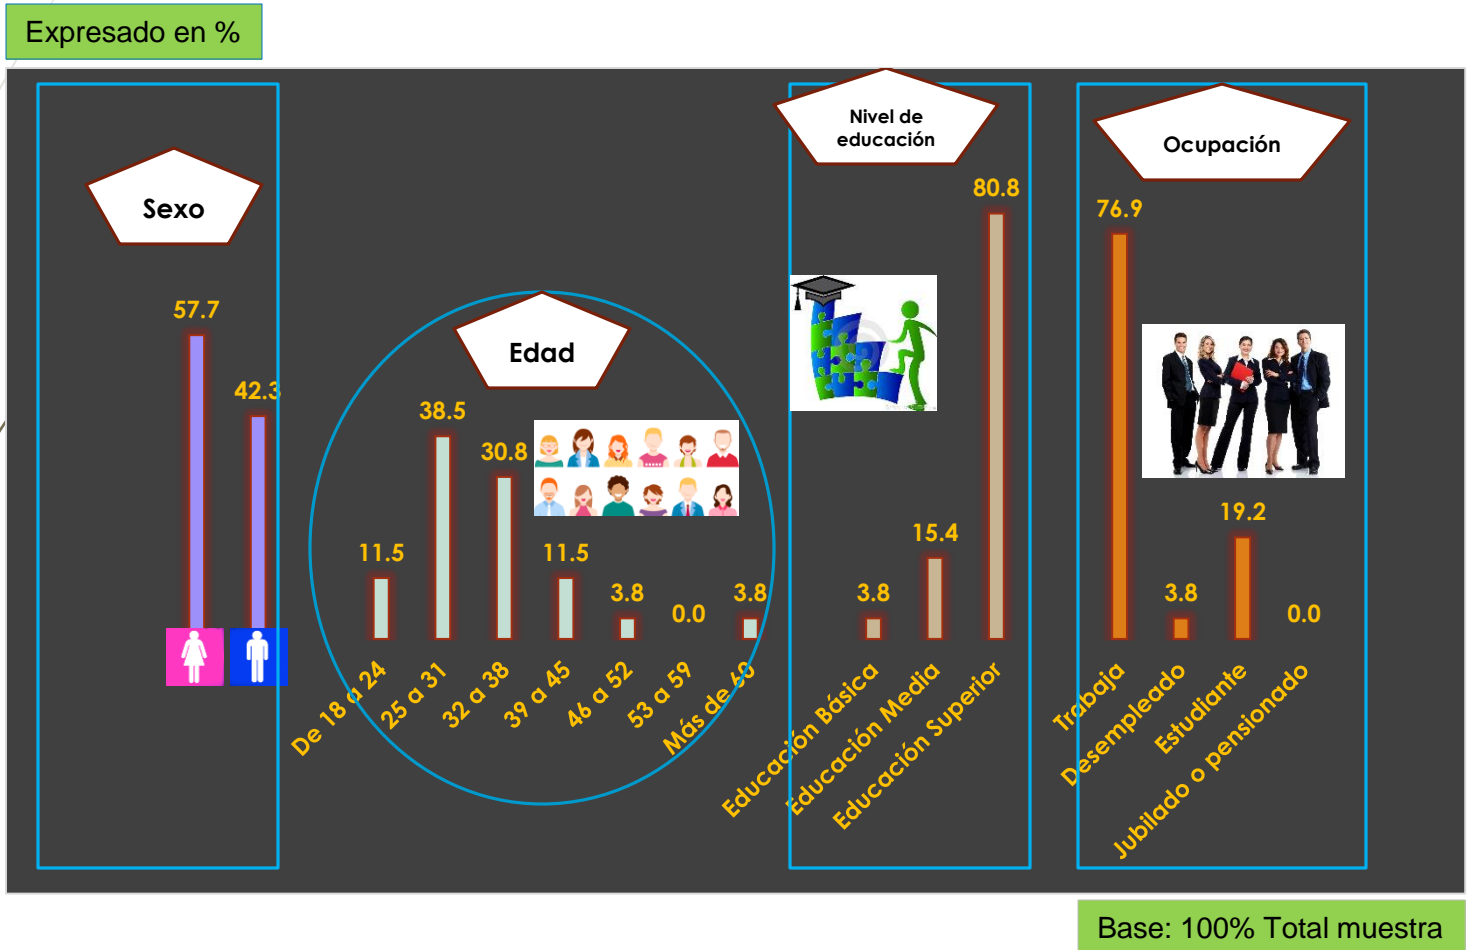 Expresado en %
Sexo
57.7
42.3
Edad
11.5
38.5
30.8
11.5
3.8
0.0
3.8
De 18 a 24
25 a 31
32 a 38
39 a 45
46 a 52
53 a 59
Más de 60
Nivel de
educación
3.8
15.4
80.8
Educación Básica
Educación Media
Educación Superior
Ocupación
76.9
3.8
19.2
0.0
Trabaja
Desempleado
Estudiante
Jubilado o pensionado
Base: 100% Total muestra